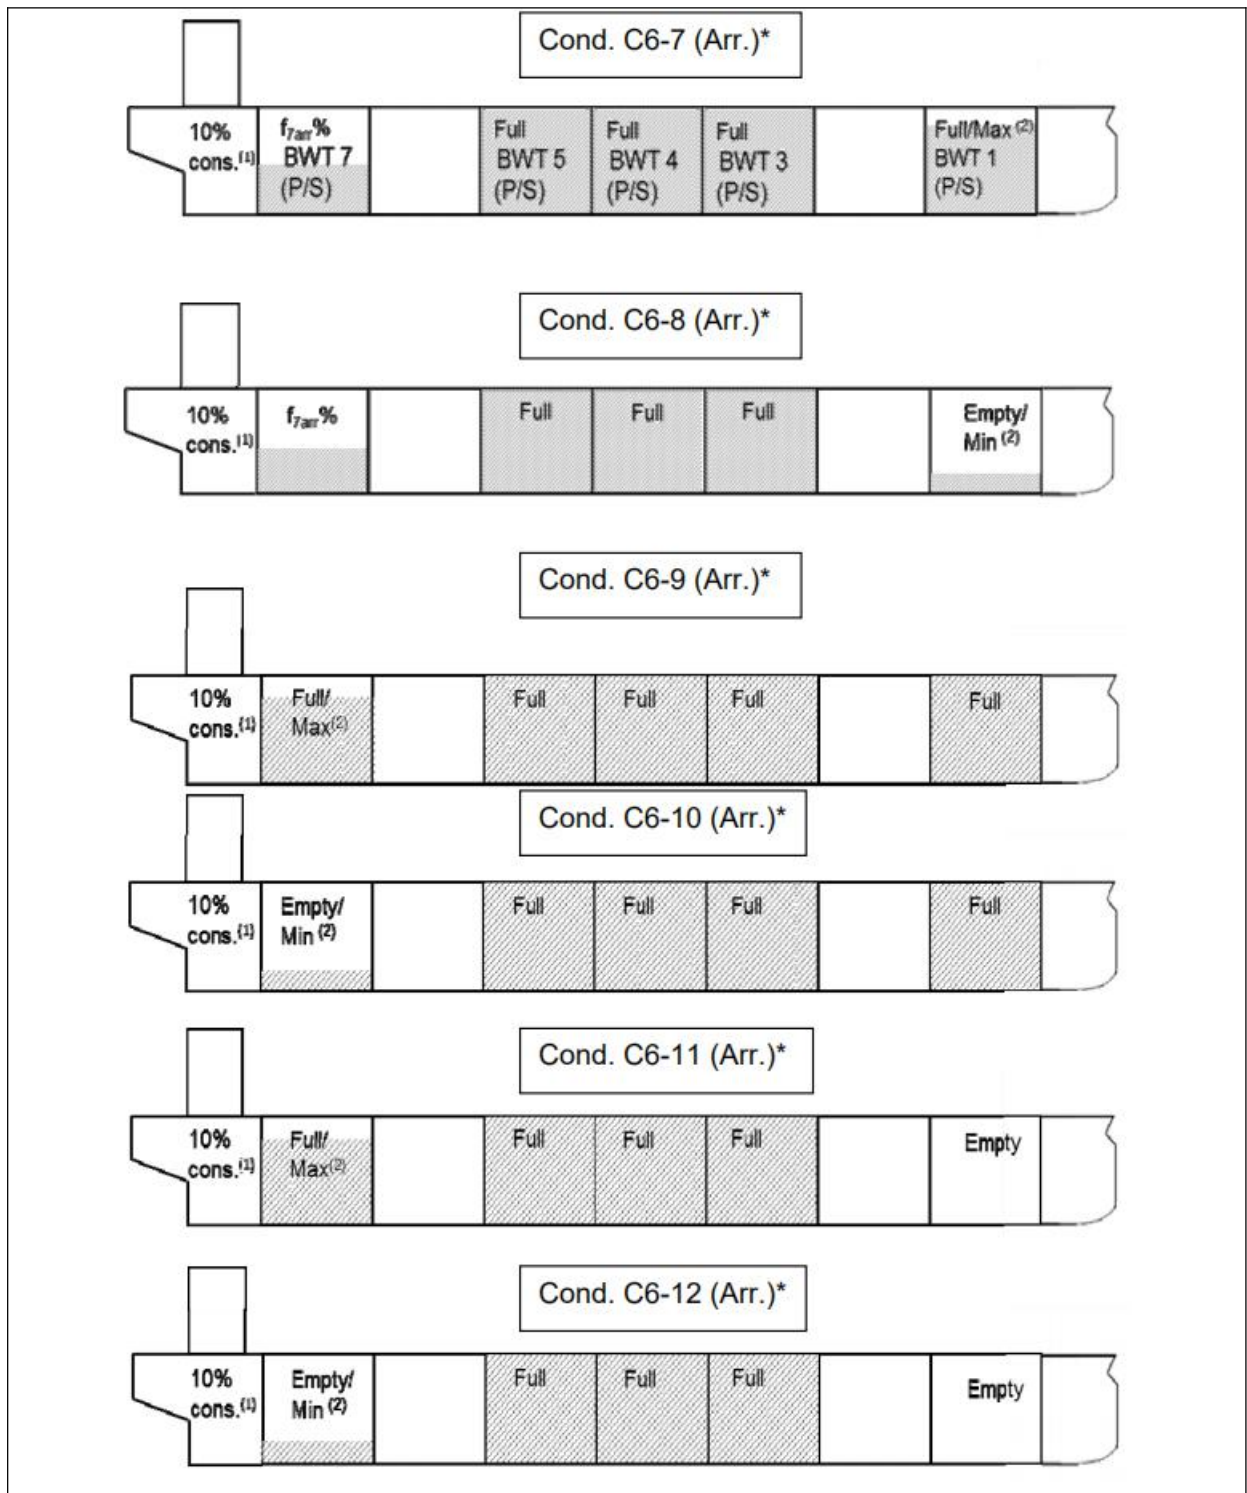 Cond. C6-7 (Arr.)*
10%
cons.(1)
f7arr%
BWT 7
(P/S)
Full
BWT 5
(P/S)
Full
BWT 4
(P/S)
Full
BWT 3
(P/S)
Full/Max (2)
BWT 1
(P/S)
Cond. C6-8 (Arr.)*
10%
cons.(1)
f7arr%
Full
Full
Full
Empty/
Min (2)
Cond. C6-9 (Arr.)*
10%
cons.(1)
Full/
Max(2)
Full
Full
Full
Full
Cond. C6-10 (Arr.)*
10%
cons.(1)
Empty/
Min (2)
Full
Full
Full
Full
Cond. C6-11 (Arr.)*
10%
cons.(1)
Full/
Max(2)
Full
Full
Full
Empty
Cond. C6-12 (Arr.)*
10%
cons.(1)
Empty/
Min (2)
Full
Full
Full
Empty